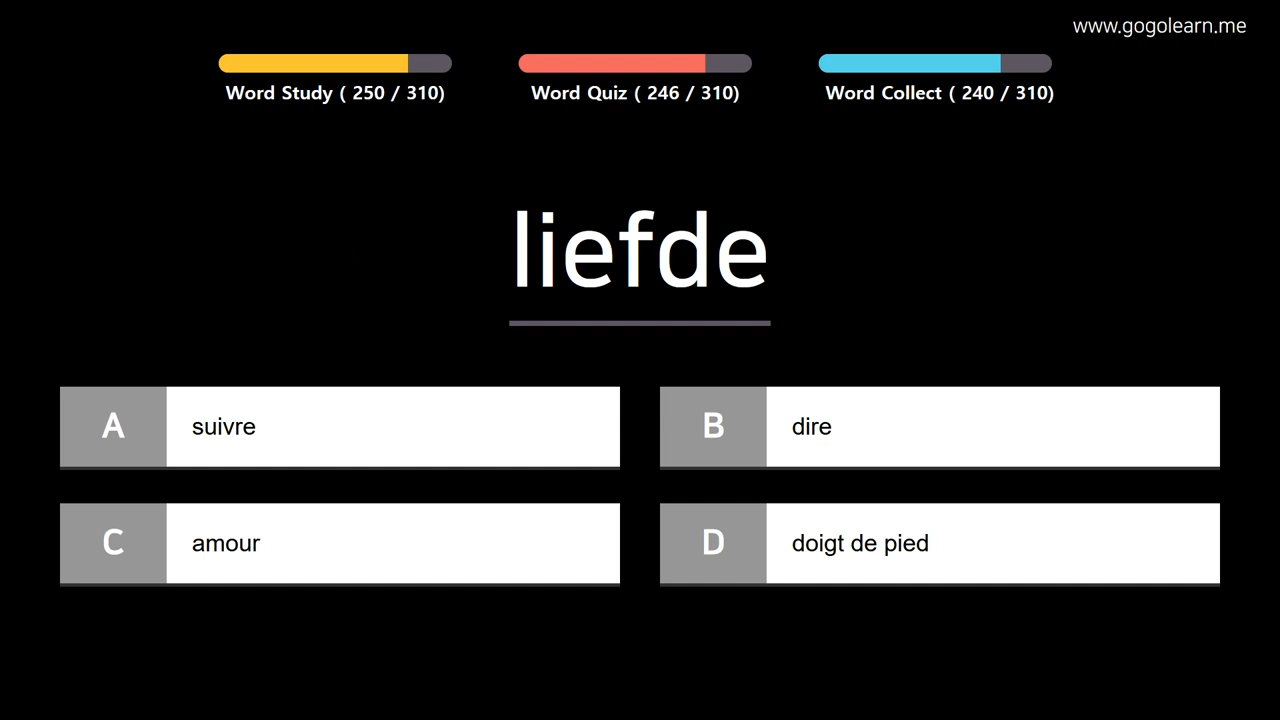 www.gogolearn.me
Word Study ( 250 / 310)
Word Quiz ( 246 / 310)
Word Collect ( 240 / 310)
liefde
A suivre
B dire
C amour
D doigt de pied